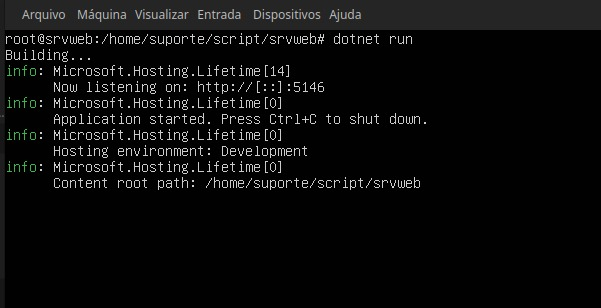 Arquivo Máquina Visualizar Entrada Dispositivos Ajuda
root@srvweb:/home/suporte/script/srvweb# dotnet run
Building...
info: Microsoft.Hosting.Lifetime[14]
Now listening on: http://[::]:5146
info: Microsoft.Hosting.Lifetime[0]
Application started. Press Ctrl+C to shut down.
info: Microsoft.Hosting.Lifetime[0]
Hosting environment: Development
info: Microsoft.Hosting.Lifetime[0]
Content root path: /home/suporte/script/srvweb